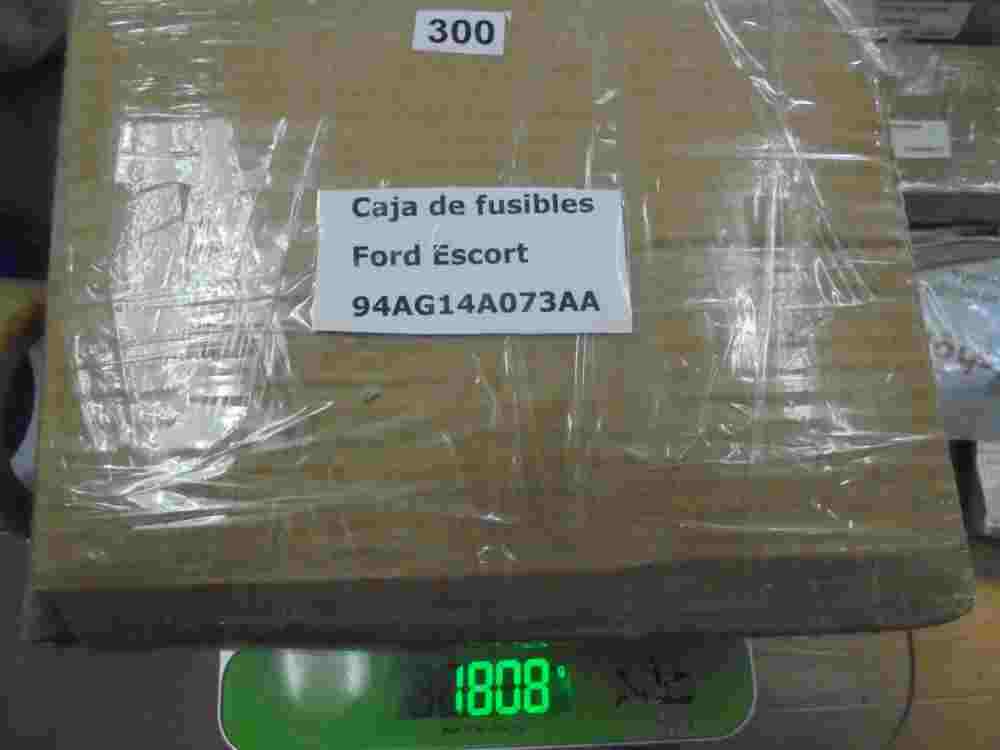 300
Caja de fusibles
Ford Escort
94AG14A073AA
1808